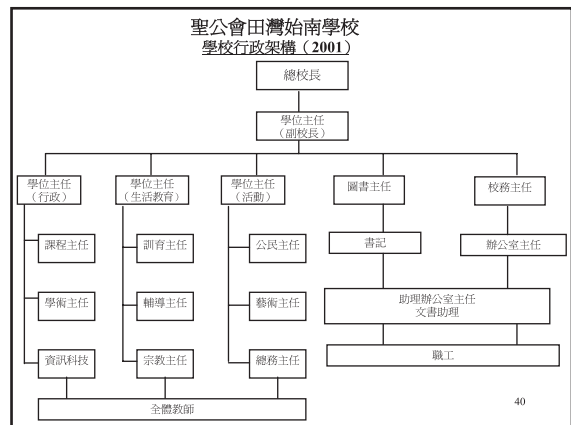 聖公會田灣始南學校
學校行政架構（2001）
總校長
學位主任
（副校長）
學位主任
（行政）
學位主任
（生活教育）
學位主任
（活動）
圖書主任
校務主任
課程主任
訓育主任
公民主任
書記
辦公室主任
學術主任
輔導主任
藝術主任
助理辦公室主任
文書助理
資訊科技
宗教主任
總務主任
職工
全體教師
40